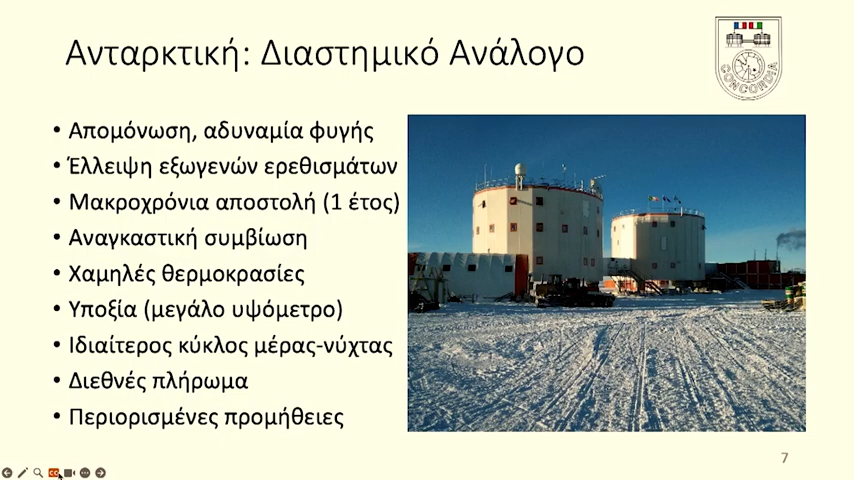 Ανταρκτική: Διαστημικό Ανάλογο
CONCORDIA
• Απομόνωση, αδυναμία φυγής
• Έλλειψη εξωγενών ερεθισμάτων
• Μακροχρόνια αποστολή (1 έτος)
• Αναγκαστική συμβίωση
• Χαμηλές θερμοκρασίες
• Υποξία (μεγάλο υψόμετρο)
• Ιδιαίτερος κύκλος μέρας-νύχτας
• Διεθνές πλήρωμα
• Περιορισμένες προμήθειες
7
CC